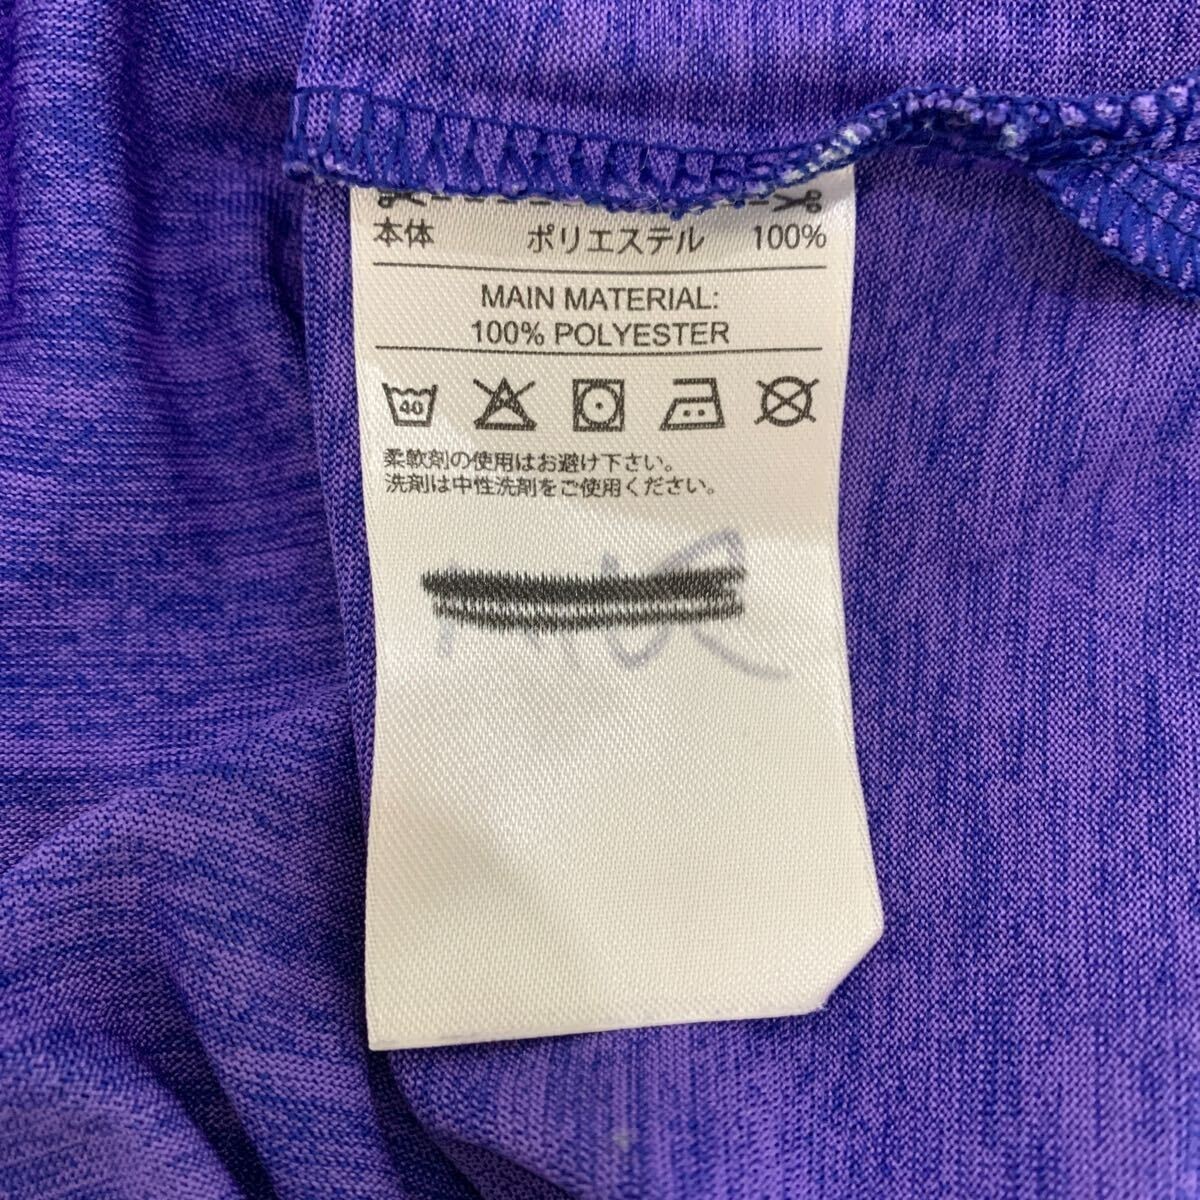 本体 ポリエステル 100%
MAIN MATERIAL:
100% POLYESTER
40
柔軟剤の使用はお避け下さい。
洗剤は中性洗剤をご使用ください。